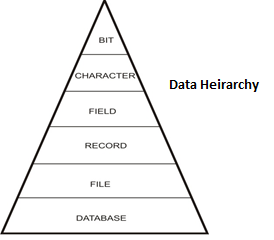 BIT
CHARACTER
Data Heirarchy
FIELD
RECORD
FILE
DATABASE